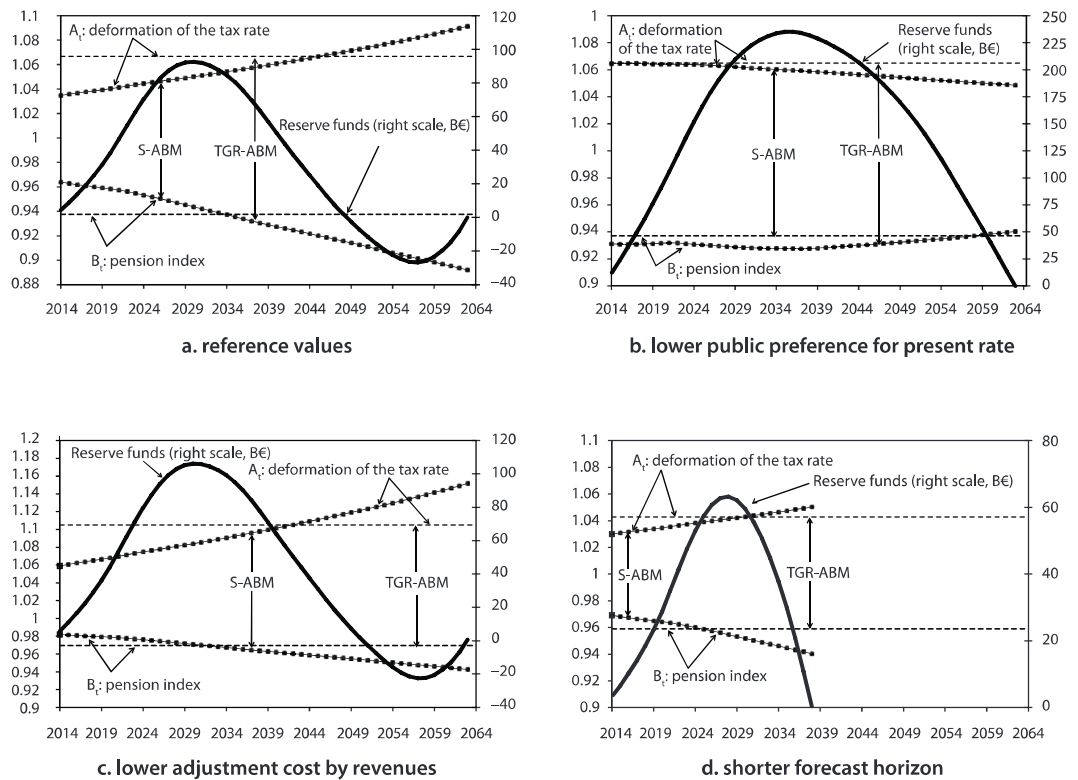 1.1
1.08
1.06
1.04
1.02
1
0.98
0.96
0.94
0.92
0.9
0.88
A_t: deformation of the tax rate
Reserve funds (right scale, B€)
S-ABM
TGR-ABM
B_t: pension index
120
100
80
60
40
20
0
−20
−40
2014 2019 2024 2029 2034 2039 2044 2049 2054 2059 2064
a. reference values
1
1.08
1.06
1.04
1.02
1
0.98
0.96
0.94
0.92
0.9
A_t: deformation
of the tax rate
Reserve funds
(right scale, B€)
S-ABM
TGR-ABM
B_t: pension index
250
200
150
100
50
0
2014 2019 2024 2029 2034 2039 2044 2049 2054 2059 2064
b. lower public preference for present rate
1.2
1.18
1.16
1.14
1.12
1.1
1.08
1.06
1.04
1.02
1
0.98
0.96
0.94
0.92
0.9
Reserve funds (right scale, B€)
A_t: deformation of the tax rate
S-ABM
TGR-ABM
B_t: pension index
120
100
80
60
40
20
0
−20
−40
2014 2019 2024 2029 2034 2039 2044 2049 2054 2059 2064
c. lower adjustment cost by revenues
1.1
1.08
1.06
1.04
1.02
1
0.98
0.96
0.94
0.92
0.9
A_t: deformation of the tax rate
Reserve funds (right scale, B€)
S-ABM
TGR-ABM
B_t: pension index
80
60
40
20
0
2014 2019 2024 2029 2034 2039 2044 2049 2054 2059 2064
d. shorter forecast horizon